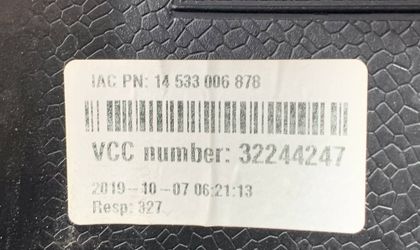 IAC PN: 14 533 006 878
VCC number: 32244247
2019-10-07 06:21:13
Resp: 327